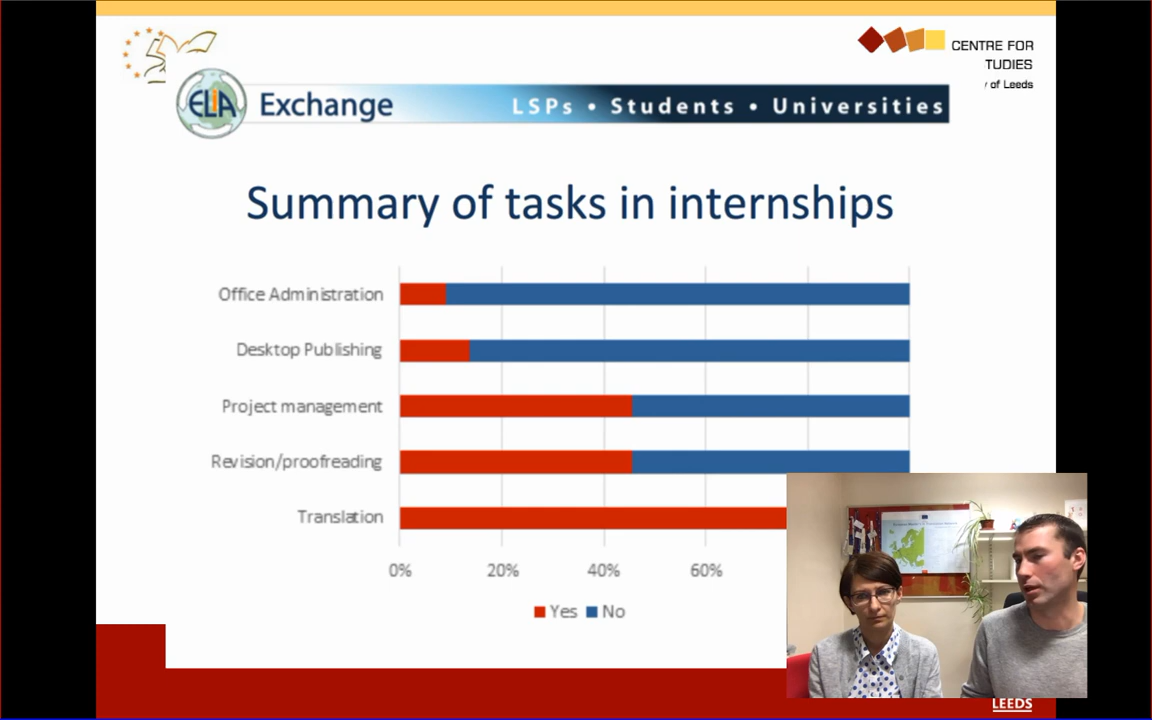 CENTRE FOR
TUDIES
of Leeds
ELIA Exchange LSPs • Students • Universities
Summary of tasks in internships
Office Administration
Desktop Publishing
Project management
Revision/proofreading
Translation
0% 20% 40% 60%
Yes No
LEEDS